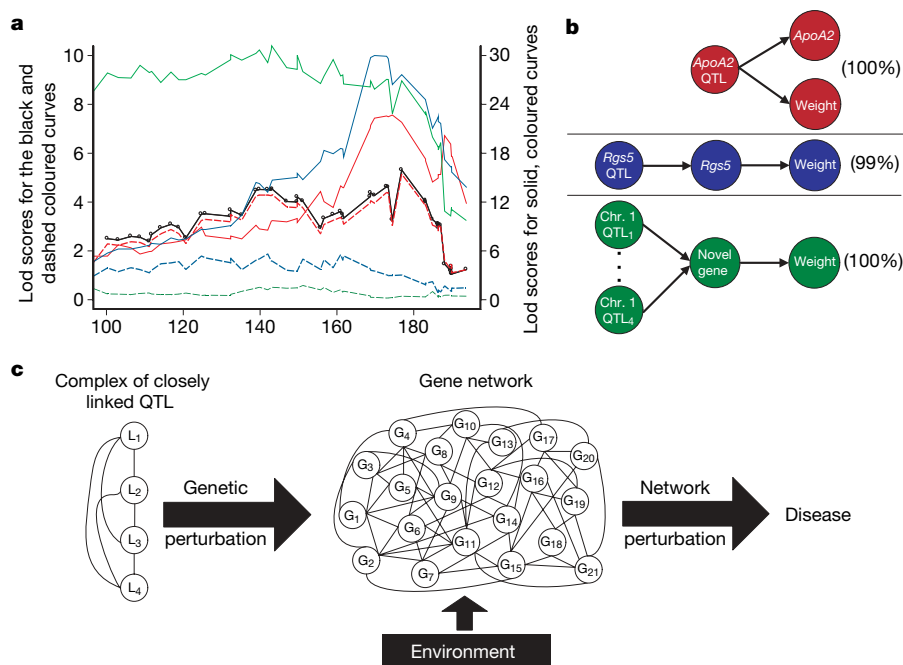 a
Lod scores for the black and
dashed coloured curves
10
8
6
4
2
0
100
120
140
160
180
30
24
18
12
6
0
Lod scores for solid, coloured curves
b
ApoA2
QTL
ApoA2
Weight
(100%)
Rgs5
QTL
Rgs5
Weight
(99%)
Chr. 1
QTL1
Chr. 1
QTL4
Novel
gene
Weight
(100%)
c
Complex of closely
linked QTL
L1
L2
L3
L4
Genetic
perturbation
Gene network
G1
G2
G3
G4
G5
G6
G7
G8
G9
G10
G11
G12
G13
G14
G15
G16
G17
G18
G19
G20
G21
Network
perturbation
Disease
Environment